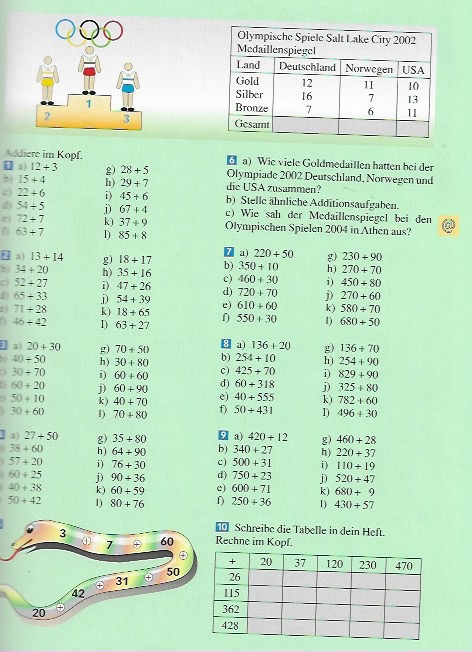 Olympische Spiele Salt Lake City 2002
Medaillenspiegel
Land Deutschland Norwegen USA
Gold 12 11 10
Silber 16 7 13
Bronze 7 6 11
Gesamt
1
2
3
Addiere im Kopf.
1 a) 12 + 3
b) 15 + 4
c) 22 + 6
d) 54 + 5
e) 72 + 7
f) 63 + 7
g) 28 + 5
h) 29 + 7
i) 45 + 6
j) 67 + 4
k) 37 + 9
l) 85 + 8
2 a) 13 + 14
b) 34 + 20
c) 52 + 27
d) 65 + 33
e) 71 + 28
f) 46 + 42
g) 18 + 17
h) 35 + 16
i) 47 + 26
j) 54 + 39
k) 18 + 65
l) 63 + 27
3 a) 20 + 30
40 + 50
30 + 70
60 + 20
50 + 10
30 + 60
g) 70 + 50
h) 30 + 80
i) 60 + 60
j) 60 + 90
k) 40 + 70
l) 70 + 80
a) 27 + 50
38 + 60
57 + 20
60 + 25
40 + 38
50 + 42
g) 35 + 80
h) 64 + 90
i) 76 + 30
j) 90 + 36
k) 60 + 59
l) 80 + 76
3 + 7 + 60
+ 50
+ 31
+ 42
+ 20
6 a) Wie viele Goldmedaillen hatten bei der
Olympiade 2002 Deutschland, Norwegen und
die USA zusammen?
b) Stelle ähnliche Additionsaufgaben.
c) Wie sah der Medaillenspiegel bei den
Olympischen Spielen 2004 in Athen aus?
@
7 a) 220 + 50
b) 350 + 10
c) 460 + 30
d) 720 + 70
e) 610 + 60
f) 550 + 30
g) 230 + 90
h) 270 + 70
i) 450 + 80
j) 270 + 60
k) 580 + 70
l) 680 + 50
8 a) 136 + 20
b) 254 + 10
c) 425 + 70
d) 60 + 318
e) 40 + 555
f) 50 + 431
g) 136 + 70
h) 254 + 90
i) 829 + 90
j) 325 + 80
k) 782 + 60
l) 496 + 30
9 a) 420 + 12
b) 340 + 27
c) 500 + 31
d) 750 + 23
e) 600 + 71
f) 250 + 36
g) 460 + 28
h) 220 + 37
i) 110 + 19
j) 520 + 47
k) 680 + 9
l) 430 + 57
10 Schreibe die Tabelle in dein Heft.
Rechne im Kopf.
+ 20 37 120 230 470
26
115
362
428